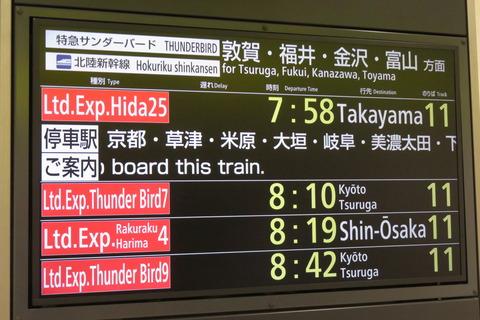 特急サンダーバード THUNDERBIRD
北陸新幹線 Hokuriku shinkansen
敦賀・福井・金沢・富山 方面
for Tsuruga, Fukui, Kanazawa, Toyama
種別 Type 遅れ Delay 時刻 Departure Time 行先 Destination のりば Track
Ltd.Exp.Hida25 7:58 Takayama 11
停車駅 京都・草津・米原・大垣・岐阜・美濃太田・下
ご案内 board this train.
Ltd.Exp.Thunder Bird7 8:10 Kyōto Tsuruga 11
Ltd.Exp. Rakuraku・Harima 4 8:19 Shin-Ōsaka 11
Ltd.Exp.Thunder Bird9 8:42 Kyōto Tsuruga 11